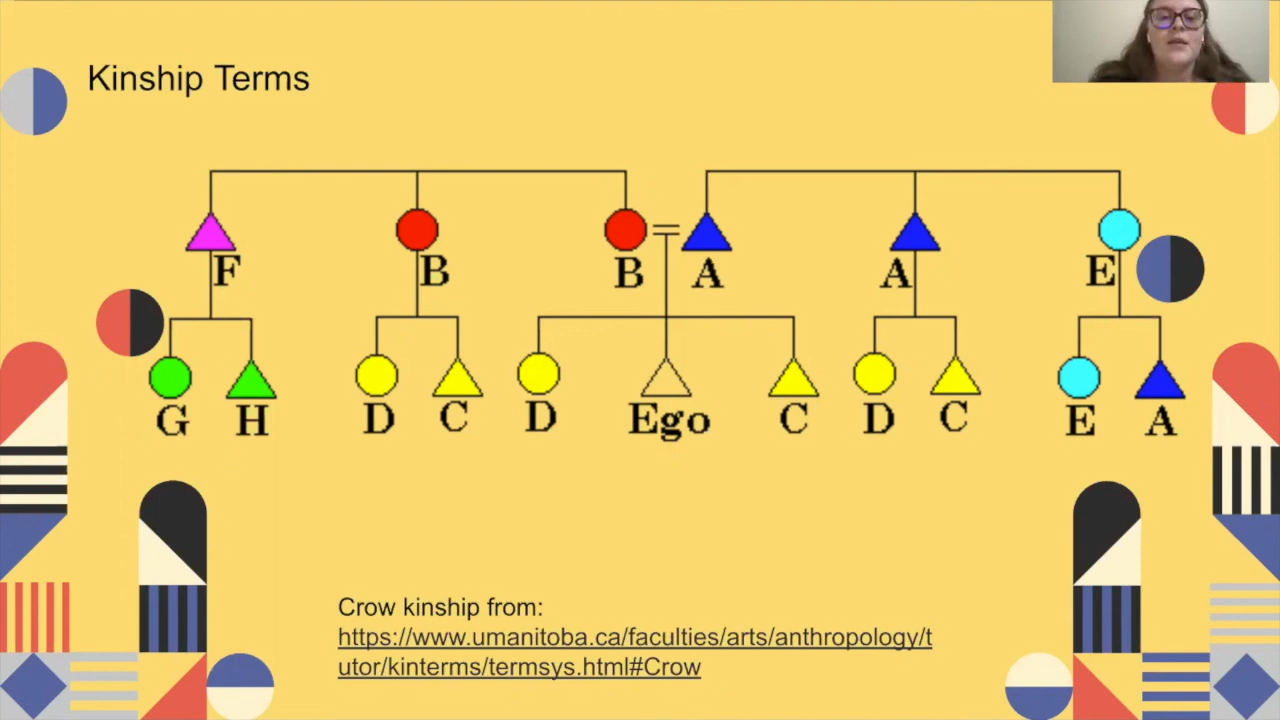 Kinship Terms
F B B A A E
G H D C D Ego C D C E A
Crow kinship from:
https://www.umanitoba.ca/faculties/arts/anthropology/t
utor/kinterms/termsys.html#Crow